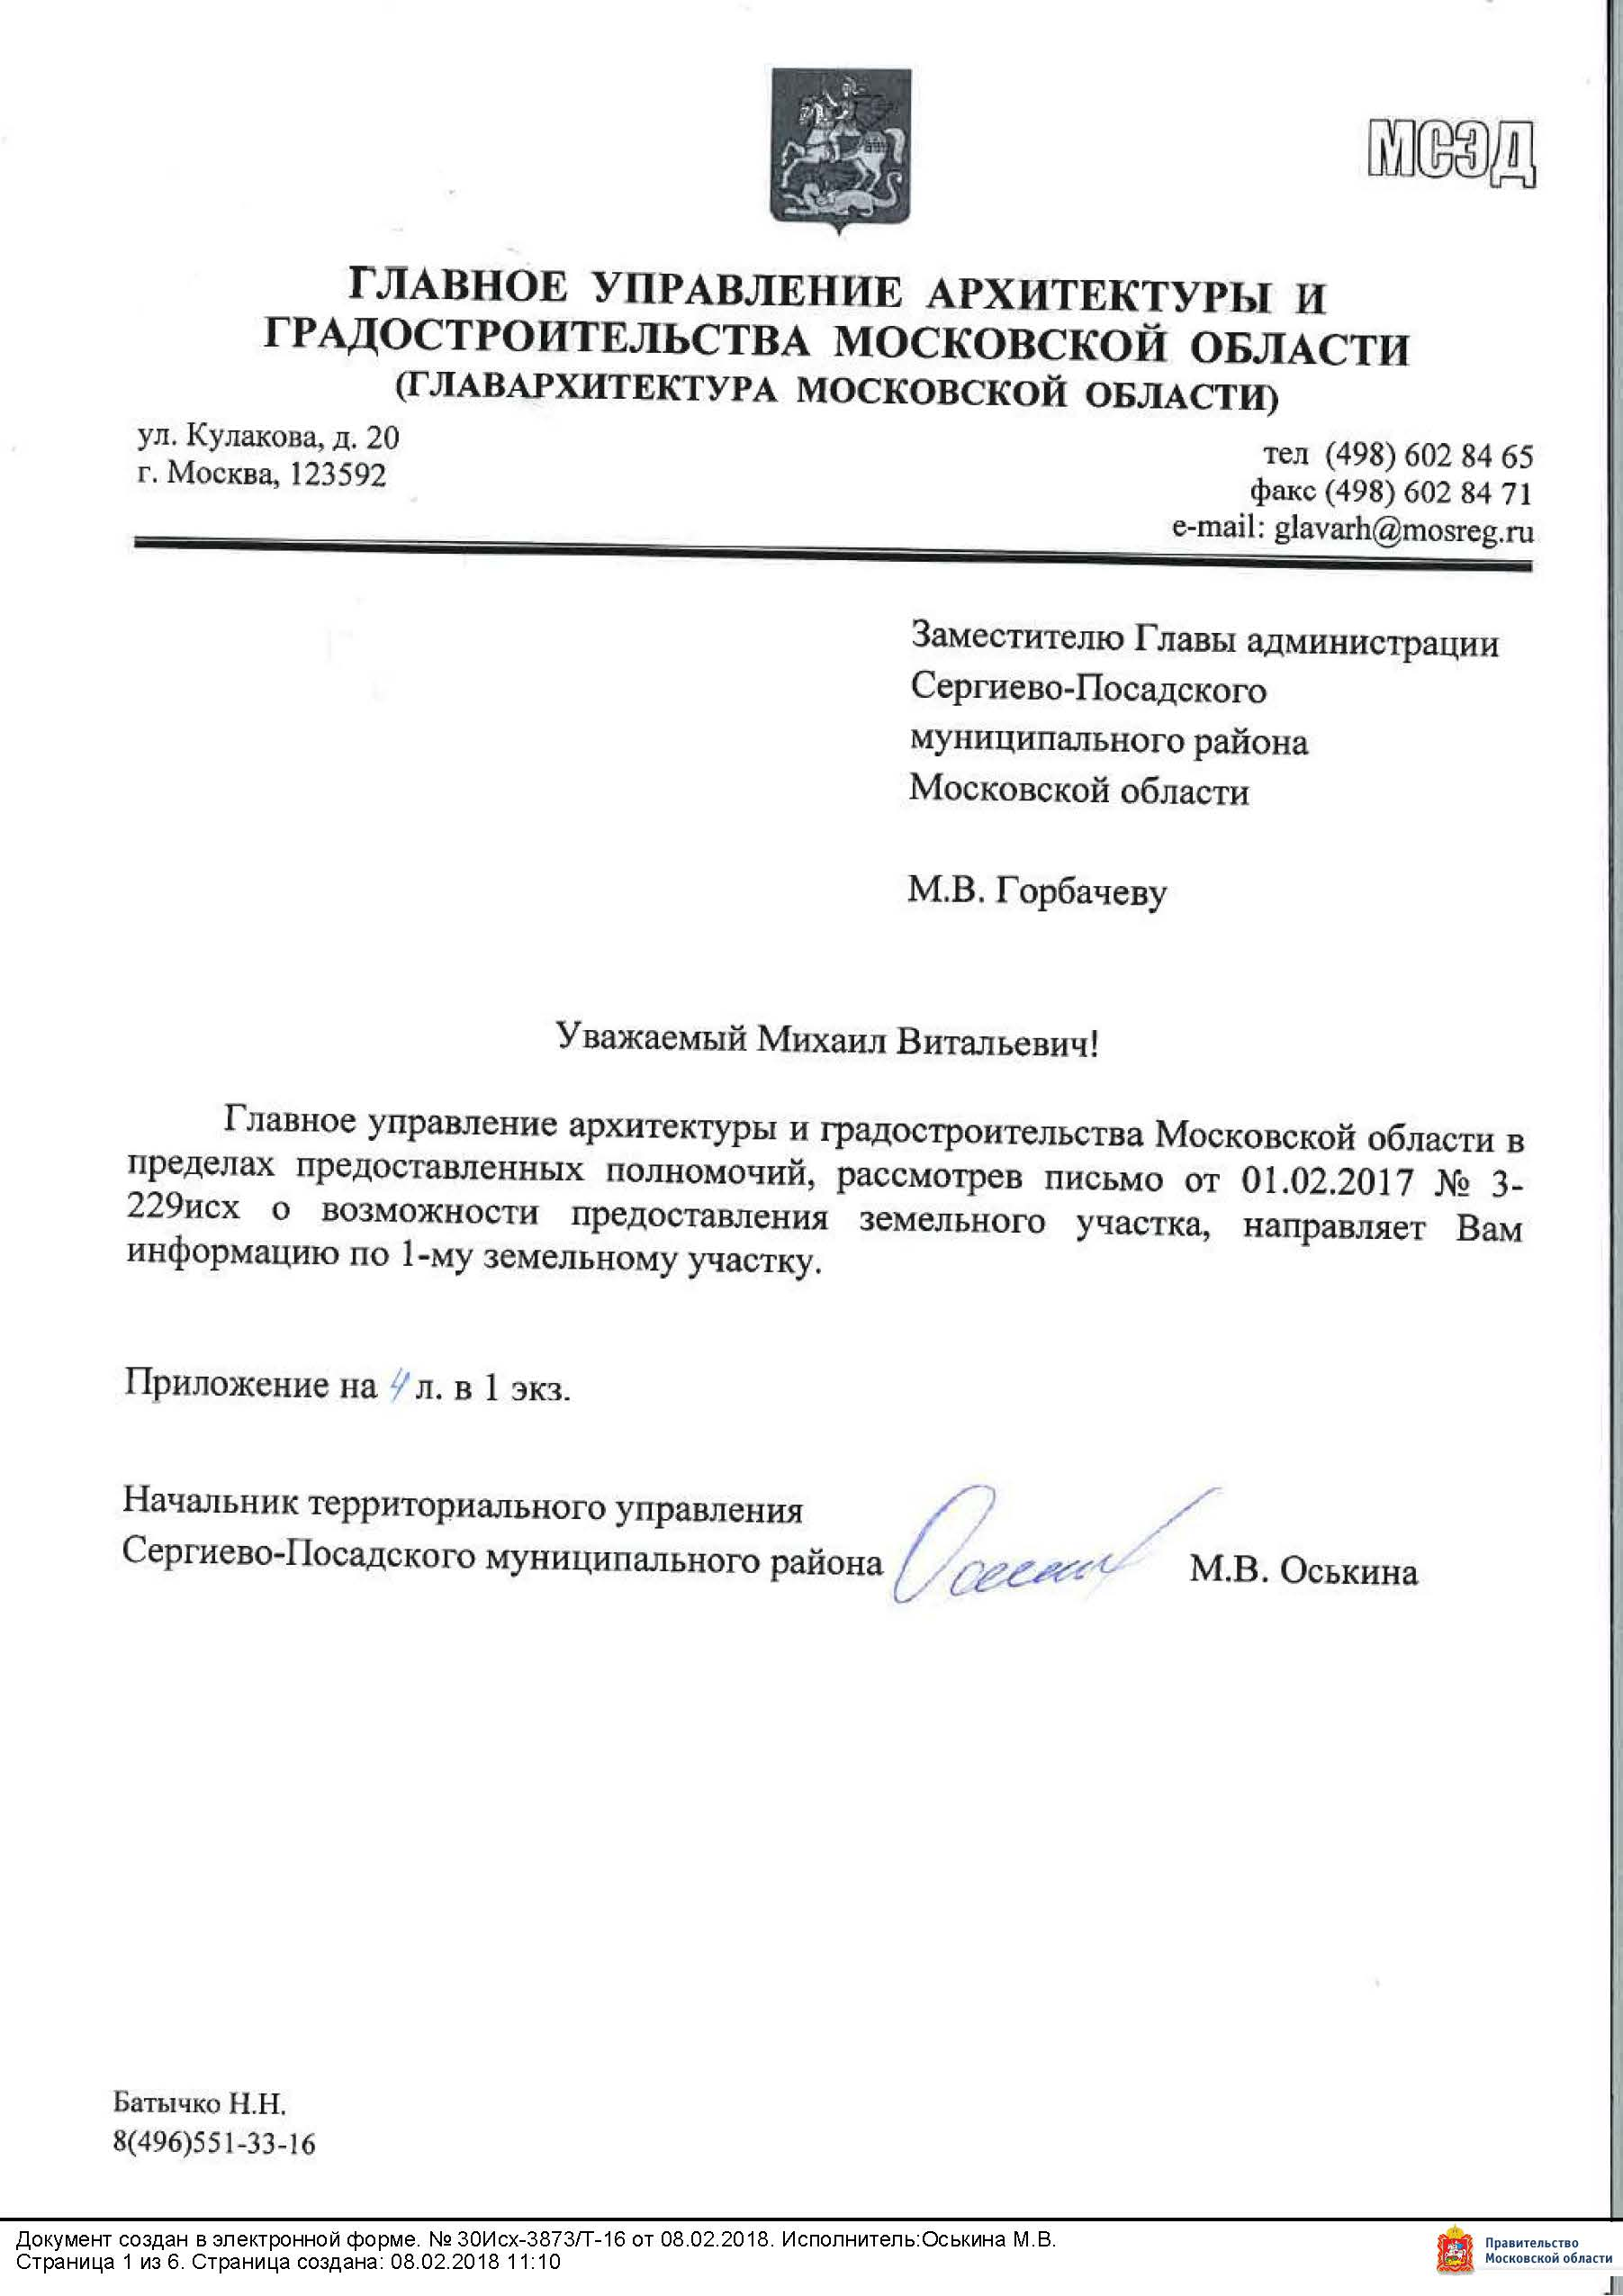 МСЭД
ГЛАВНОЕ УПРАВЛЕНИЕ АРХИТЕКТУРЫ И
ГРАДОСТРОИТЕЛЬСТВА МОСКОВСКОЙ ОБЛАСТИ
(ГЛАВАРХИТЕКТУРА МОСКОВСКОЙ ОБЛАСТИ)
ул. Кулакова, д. 20
г. Москва, 123592
тел (498) 602 84 65
факс (498) 602 84 71
e-mail: glavarh@mosreg.ru
Заместителю Главы администрации
Сергиево-Посадского
муниципального района
Московской области
М.В. Горбачеву
Уважаемый Михаил Витальевич!
Главное управление архитектуры и градостроительства Московской области в
пределах предоставленных полномочий, рассмотрев письмо от 01.02.2017 № 3-
229исх о возможности предоставления земельного участка, направляет Вам
информацию по 1-му земельному участку.
Приложение на 4 л. в 1 экз.
Начальник территориального управления
Сергиево-Посадского муниципального района М.В. Оськина
Батычко Н.Н.
8(496)551-33-16
Документ создан в электронной форме. № 30Исх-3873/Т-16 от 08.02.2018. Исполнитель:Оськина М.В.
Страница 1 из 6. Страница создана: 08.02.2018 11:10
Правительство
Московской области